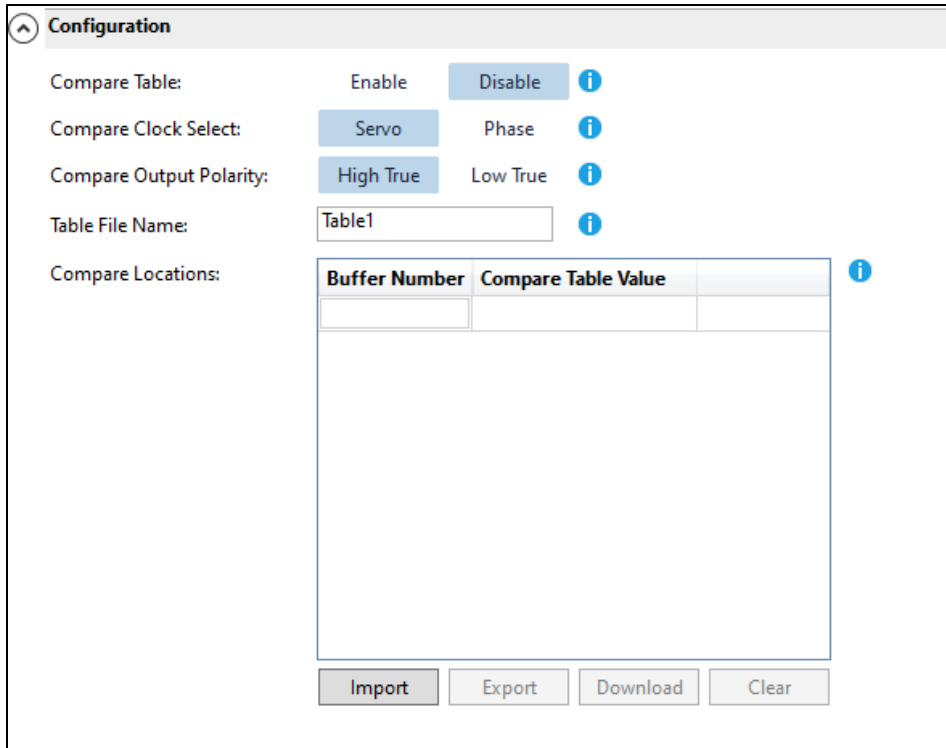 Configuration
Compare Table: Enable Disable
Compare Clock Select: Servo Phase
Compare Output Polarity: High True Low True
Table File Name: Table1
Compare Locations: Buffer Number Compare Table Value
Import Export Download Clear